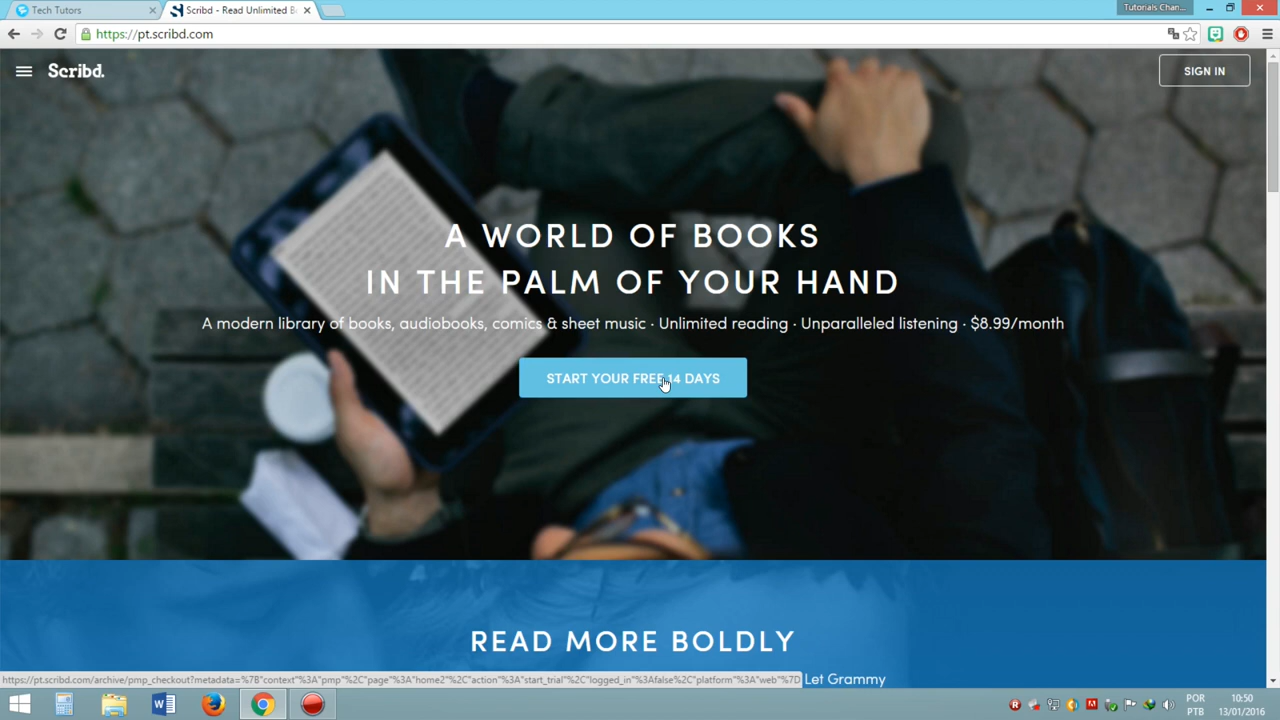 Tech Tutors
Scribd - Read Unlimited B
Tutorials Chan...
https://pt.scribd.com
Scribd.
SIGN IN
A WORLD OF BOOKS
IN THE PALM OF YOUR HAND
A modern library of books, audiobooks, comics & sheet music · Unlimited reading · Unparalleled listening · $8.99/month
START YOUR FREE 14 DAYS
READ MORE BOLDLY
Let Grammy
https://pt.scribd.com/archive/pmp_checkout?metadata=%7B"context"%3A"pmp"%2C"page"%3A"home2"%2C"action"%3A"start_trial"%2C"logged_in"%3Afalse%2C"platform"%3A"web"%7D
POR
PTB
10:50
13/01/2016